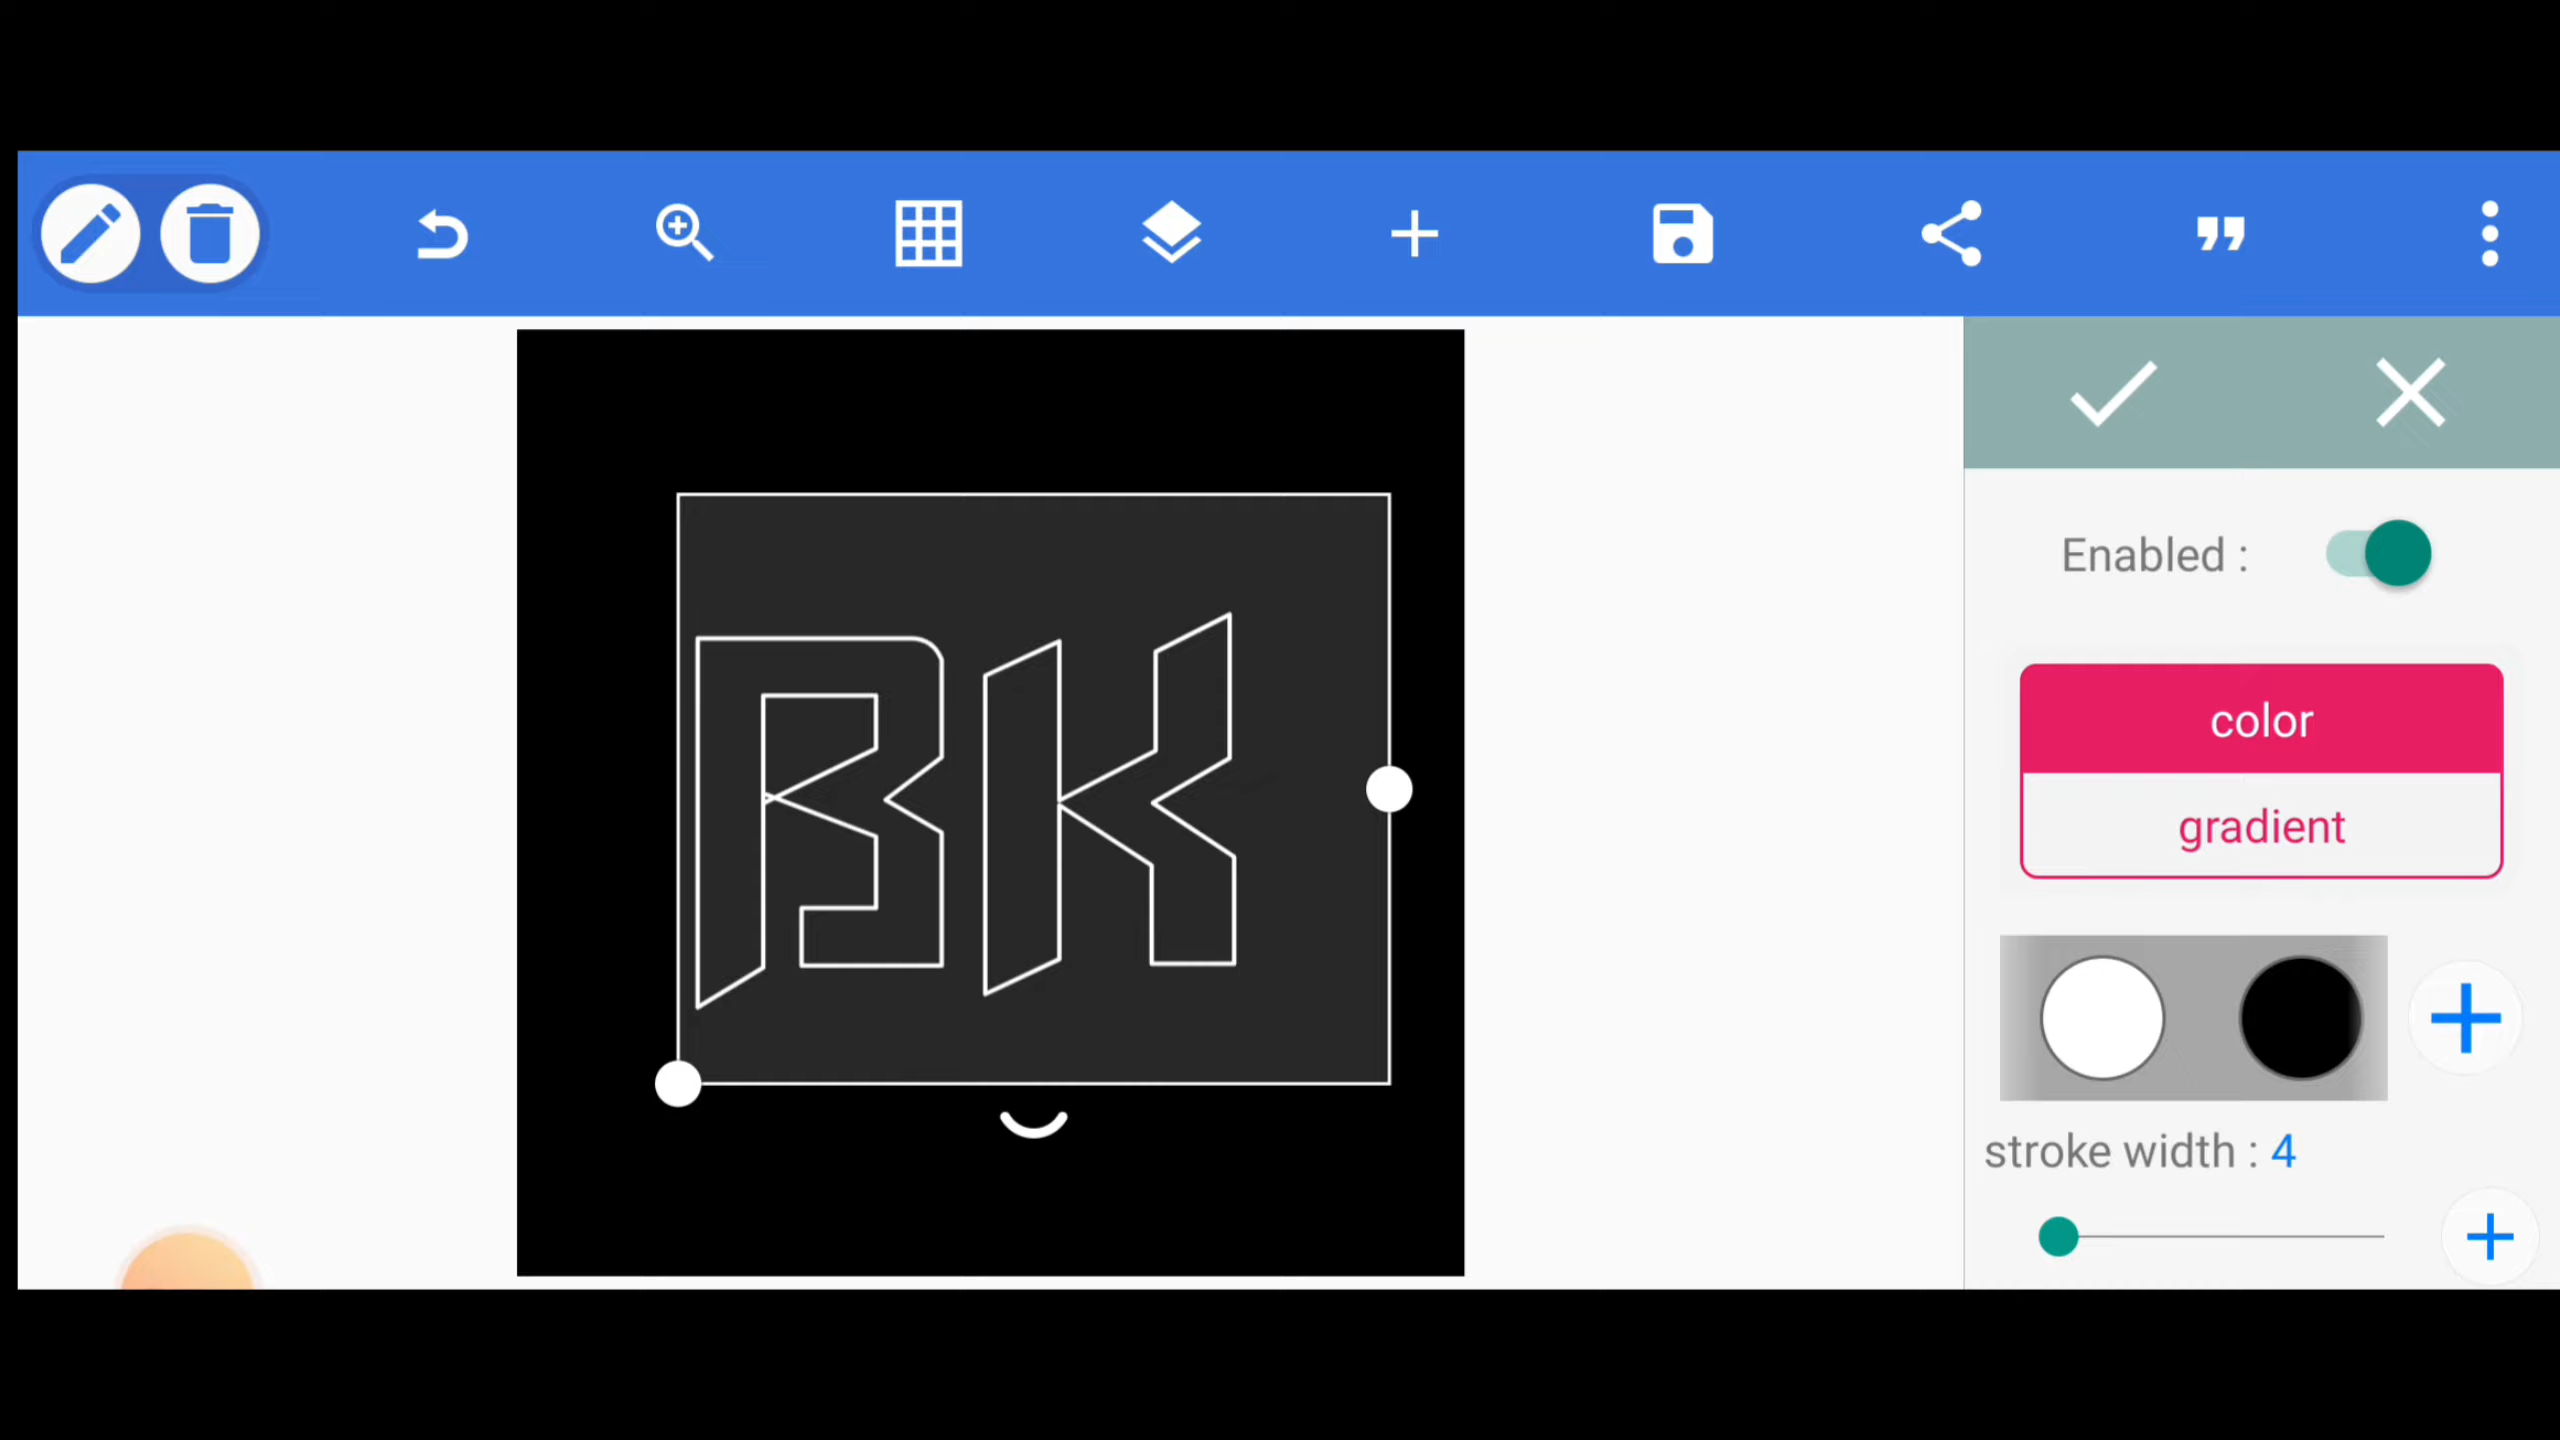 Enabled :
color
gradient
BK
stroke width : 4